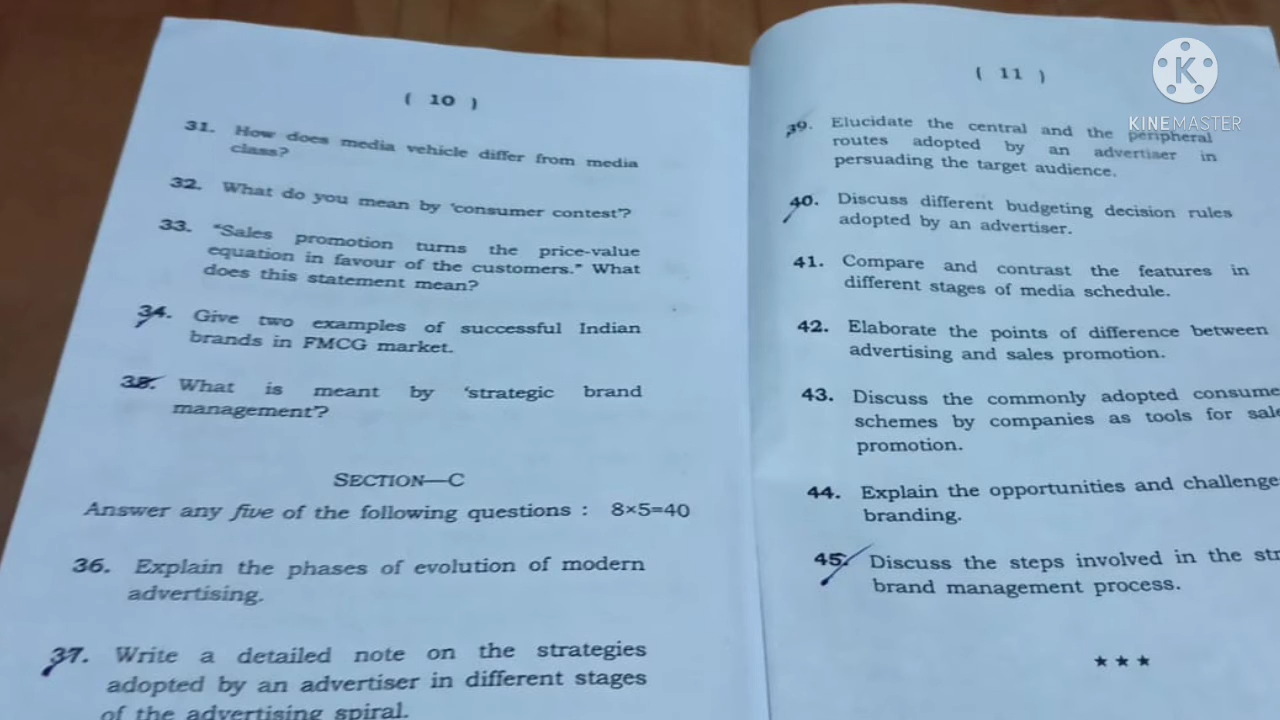 ( 10 )
31. How does media vehicle differ from media
class?
32. What do you mean by 'consumer contest'?
33. "Sales promotion turns the price-value
equation in favour of the customers." What
does this statement mean?
34. Give two examples of successful Indian
brands in FMCG market.
35. What is meant by 'strategic brand
management'?
SECTION—C
Answer any five of the following questions : 8×5=40
36. Explain the phases of evolution of modern
advertising.
37. Write a detailed note on the strategies
adopted by an advertiser in different stages
of the advertising spiral.
( 11 )
39. Elucidate the central and the peripheral
routes adopted by an advertiser in
persuading the target audience.
40. Discuss different budgeting decision rules
adopted by an advertiser.
41. Compare and contrast the features in
different stages of media schedule.
42. Elaborate the points of difference between
advertising and sales promotion.
43. Discuss the commonly adopted consume
schemes by companies as tools for sale
promotion.
44. Explain the opportunities and challenge
branding.
45. Discuss the steps involved in the str
brand management process.
★ ★ ★
K
KINEMASTER